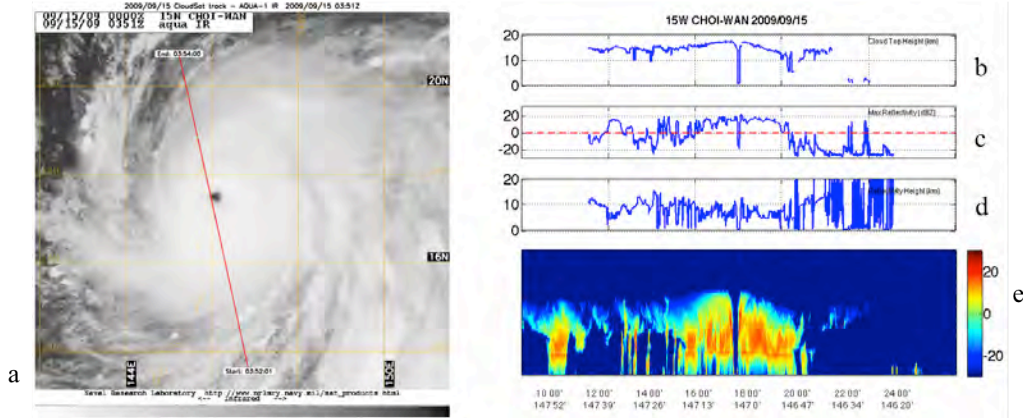 2009/09/15 CloudSat track - AQUA-1 IR 2009/09/15 03:51Z
09/15/09 0000Z 15W CHOI-WAN
09/15/09 0351Z aqua IR
End: 03:54:06
20N
16N
144E
150E
Start: 03:52:01
a
Naval Research Laboratory http://www.nrlmry.navy.mil/sat_products.html
<-- Infrared -->
15W CHOI-WAN 2009/09/15
20
10
0
Cloud Top Height (km)
b
20
0
-20
Max Reflectivity (dBZ)
c
20
10
0
Height (km)
d
20
0
-20
e
10 00' 12 00' 14 00' 16 00' 18 00' 20 00' 22 00' 24 00'
147 52' 147 39' 147 26' 147 13' 147 0' 146 47' 146 34' 146 20'